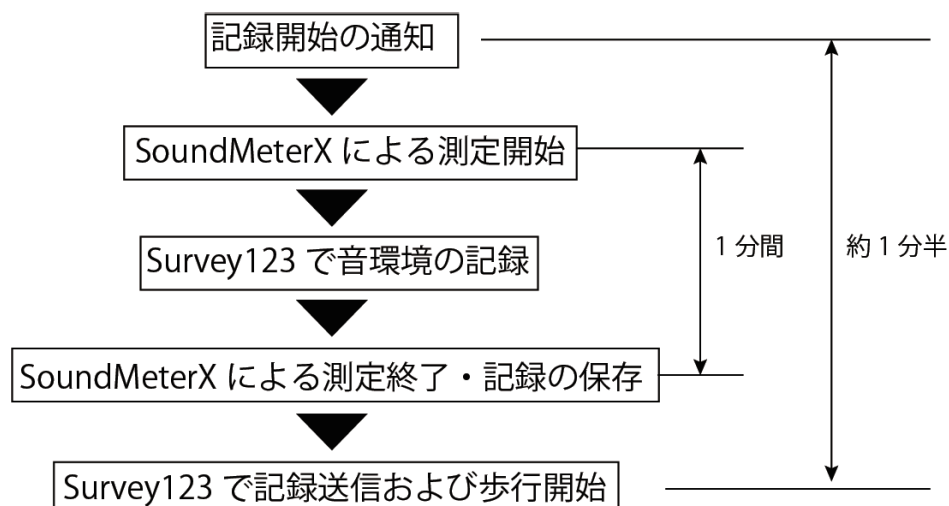 記録開始の通知
SoundMeterX による測定開始
Survey123 で音環境の記録
1 分間
約 1 分半
SoundMeterX による測定終了・記録の保存
Survey123 で記録送信および歩行開始